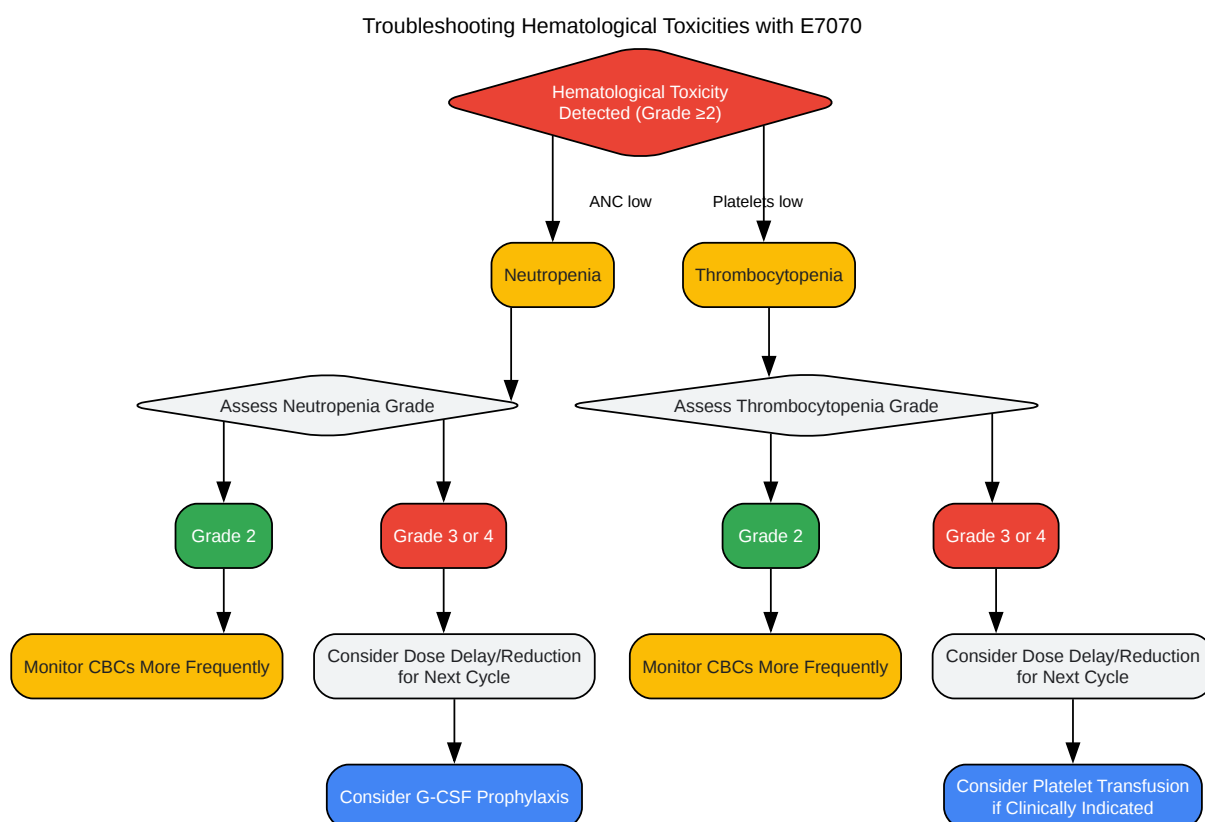 Troubleshooting Hematological Toxicities with E7070
Hematological Toxicity
Detected (Grade ≥2)
ANC low
Platelets low
Neutropenia
Thrombocytopenia
Assess Neutropenia Grade
Assess Thrombocytopenia Grade
Grade 2
Grade 3 or 4
Grade 2
Grade 3 or 4
Monitor CBCs More Frequently
Consider Dose Delay/Reduction
for Next Cycle
Monitor CBCs More Frequently
Consider Dose Delay/Reduction
for Next Cycle
Consider G-CSF Prophylaxis
Consider Platelet Transfusion
if Clinically Indicated